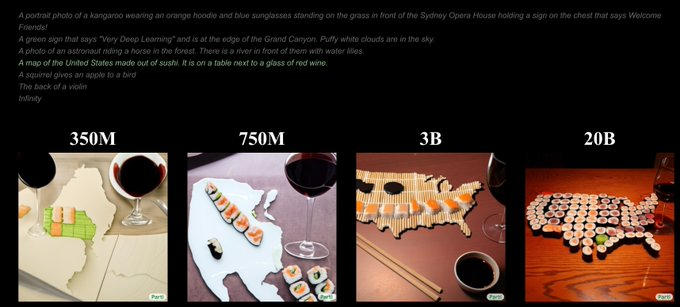 A portrait photo of a kangaroo wearing an orange hoodie and blue sunglasses standing on the grass in front of the Sydney Opera House holding a sign on the chest that says Welcome
Friends!
A green sign that says "Very Deep Learning" and is at the edge of the Grand Canyon. Puffy white clouds are in the sky.
A photo of an astronaut riding a horse in the forest. There is a river in front of them with water lilies.
A map of the United States made out of sushi. It is on a table next to a glass of red wine.
A squirrel gives an apple to a bird
The back of a violin
Infinity
350M 750M 3B 20B
Parti Parti Parti Parti